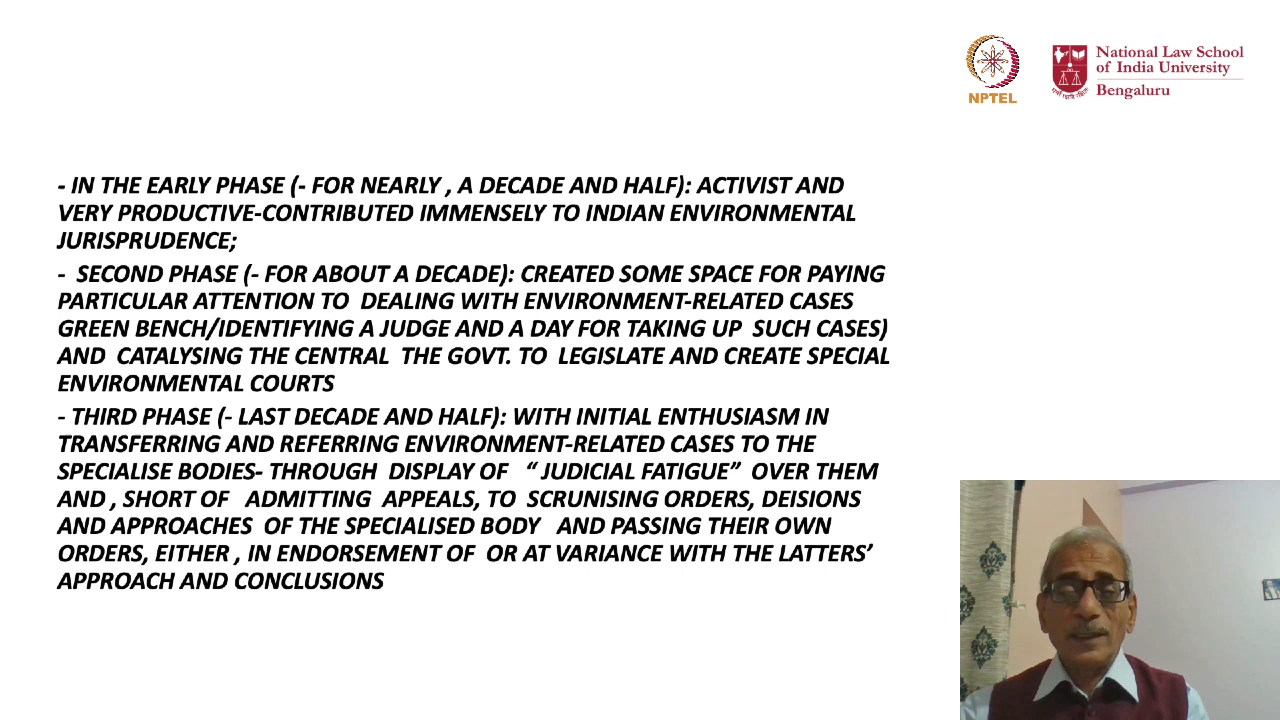 NPTEL
National Law School
of India University
Bengaluru
- IN THE EARLY PHASE (- FOR NEARLY , A DECADE AND HALF): ACTIVIST AND
VERY PRODUCTIVE-CONTRIBUTED IMMENSELY TO INDIAN ENVIRONMENTAL
JURISPRUDENCE;
- SECOND PHASE (- FOR ABOUT A DECADE): CREATED SOME SPACE FOR PAYING
PARTICULAR ATTENTION TO DEALING WITH ENVIRONMENT-RELATED CASES
GREEN BENCH/IDENTIFYING A JUDGE AND A DAY FOR TAKING UP SUCH CASES)
AND CATALYSING THE CENTRAL THE GOVT. TO LEGISLATE AND CREATE SPECIAL
ENVIRONMENTAL COURTS
- THIRD PHASE (- LAST DECADE AND HALF): WITH INITIAL ENTHUSIASM IN
TRANSFERRING AND REFERRING ENVIRONMENT-RELATED CASES TO THE
SPECIALISE BODIES- THROUGH DISPLAY OF “ JUDICIAL FATIGUE” OVER THEM
AND , SHORT OF ADMITTING APPEALS, TO SCRUNISING ORDERS, DEISIONS
AND APPROACHES OF THE SPECIALISED BODY AND PASSING THEIR OWN
ORDERS, EITHER , IN ENDORSEMENT OF OR AT VARIANCE WITH THE LATTERS’
APPROACH AND CONCLUSIONS